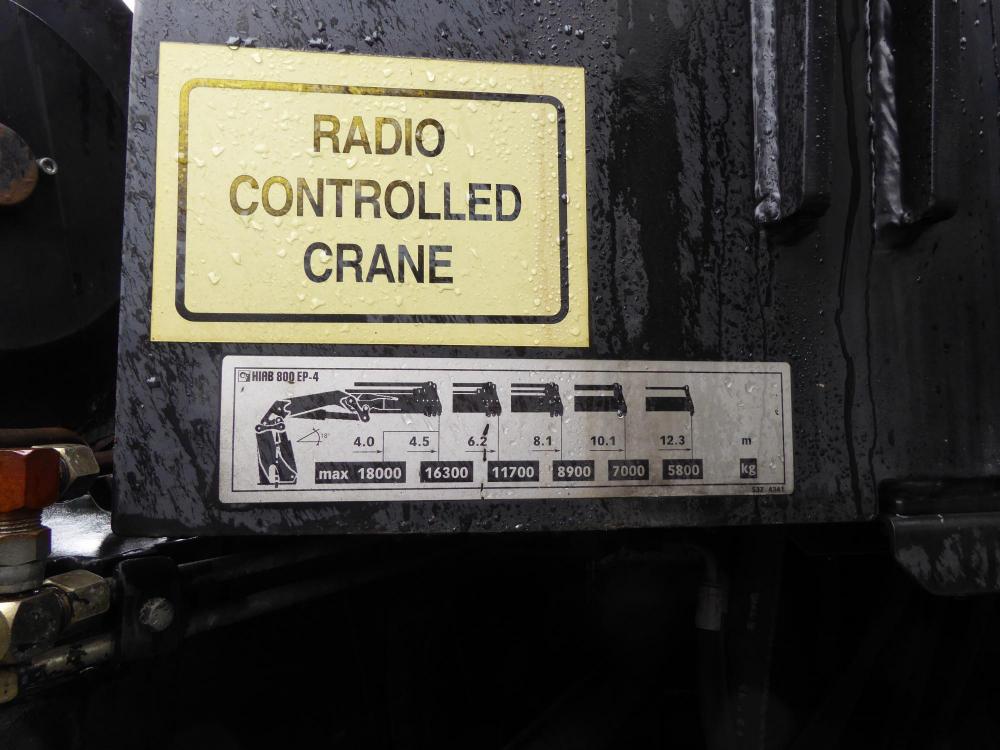 RADIO
CONTROLLED
CRANE
HIAB 800 EP-4
18°
4.0 4.5 6.2 8.1 10.1 12.3 m
max 18000 16300 11700 8900 7000 5800 kg